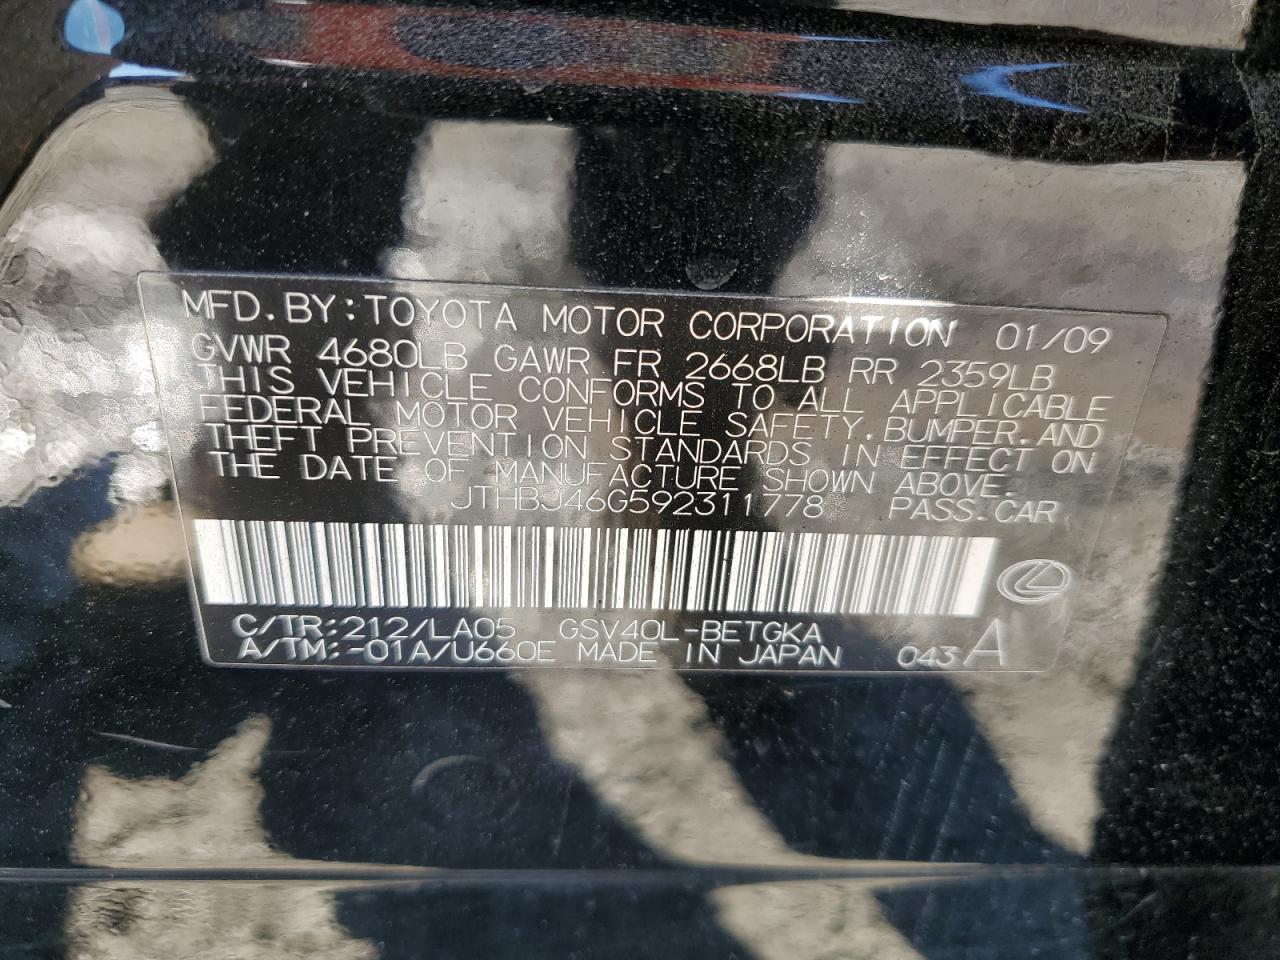 MFD. BY: TOYOTA MOTOR CORPORATION 01/09
GVWR 4680LB GAWR FR 2668LB RR 2359LB
THIS VEHICLE CONFORMS TO ALL APPLICABLE
FEDERAL MOTOR VEHICLE SAFETY, BUMPER, AND
THEFT PREVENTION STANDARDS IN EFFECT ON
THE DATE OF MANUFACTURE SHOWN ABOVE.
JTHBJ46G592311778 PASS. CAR
C/TR:212/LA05 GSV40L-BETGKA
A/TM:-01A/U660E MADE IN JAPAN 043 A